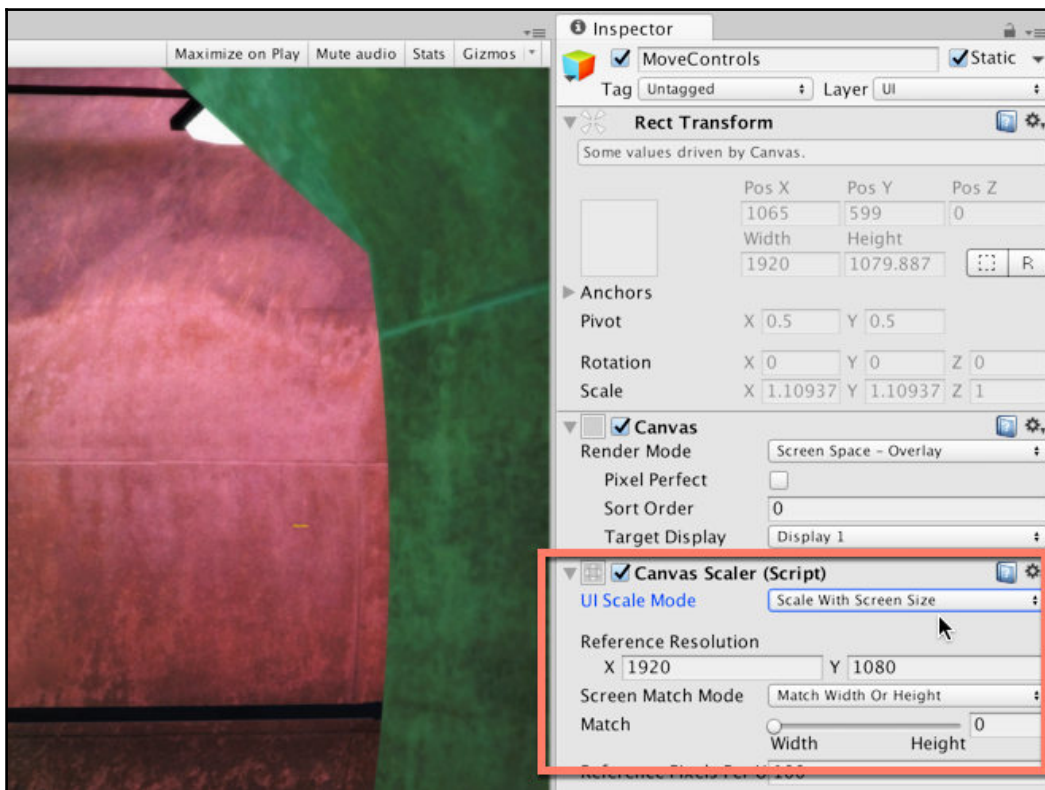 Inspector
Maximize on Play Mute audio Stats Gizmos
MoveControls Static
Tag Untagged Layer UI
Rect Transform
Some values driven by Canvas.
Pos X Pos Y Pos Z
1065 599 0
Width Height
1920 1079.887 R
Anchors
Pivot X 0.5 Y 0.5
Rotation X 0 Y 0 Z 0
Scale X 1.10937 Y 1.10937 Z 1
Canvas
Render Mode Screen Space - Overlay
Pixel Perfect
Sort Order 0
Target Display Display 1
Canvas Scaler (Script)
UI Scale Mode Scale With Screen Size
Reference Resolution
X 1920 Y 1080
Screen Match Mode Match Width Or Height
Match 0
Width Height
Reference Pixels Per U 100